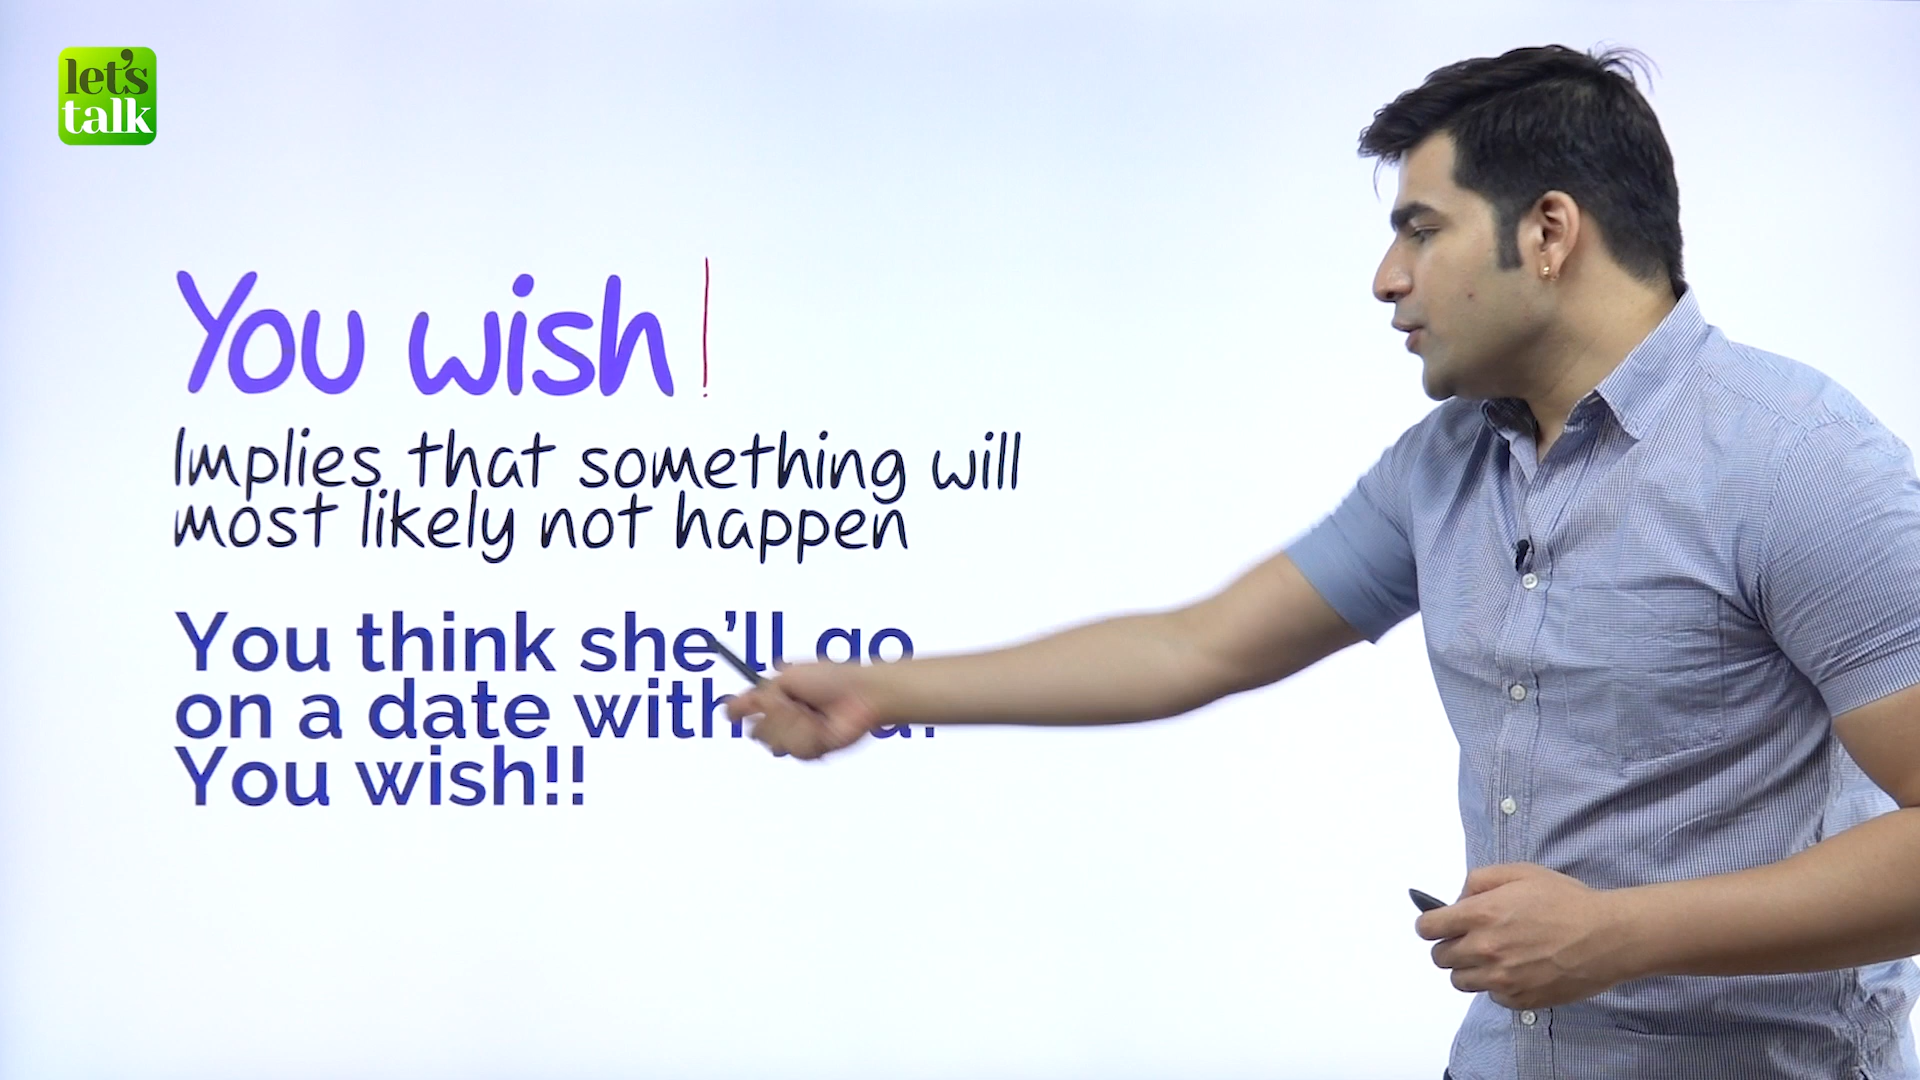 let's
talk
You wish!
Implies that something will
most likely not happen
You think she'll go
on a date with
You wish!!